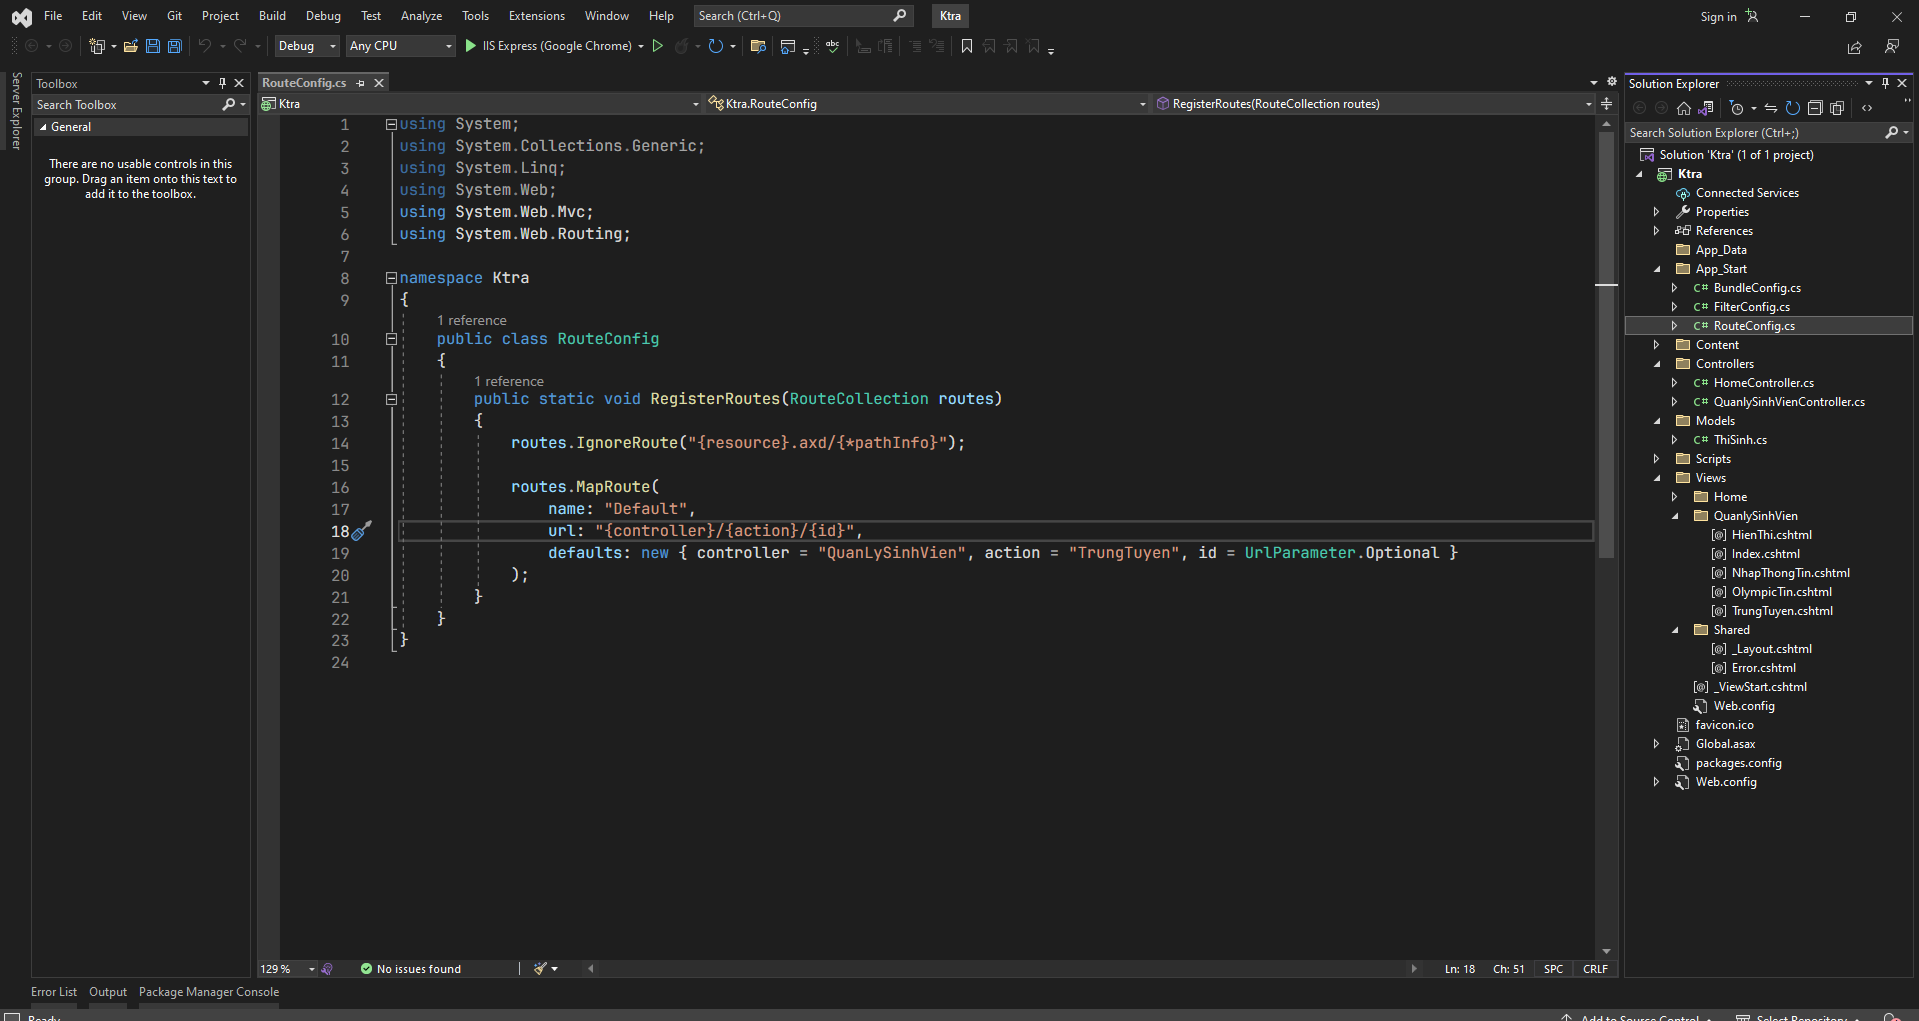 File Edit View Git Project Build Debug Test Analyze Tools Extensions Window Help Search (Ctrl+Q) Ktra Sign in
Debug Any CPU IIS Express (Google Chrome)
Server Explorer
Toolbox
Search Toolbox
General
There are no usable controls in this
group. Drag an item onto this text to
add it to the toolbox.
RouteConfig.cs
Ktra Ktra.RouteConfig RegisterRoutes(RouteCollection routes)
1 using System;
2 using System.Collections.Generic;
3 using System.Linq;
4 using System.Web;
5 using System.Web.Mvc;
6 using System.Web.Routing;
7
8 namespace Ktra
9 {
1 reference
10 public class RouteConfig
11 {
1 reference
12 public static void RegisterRoutes(RouteCollection routes)
13 {
14 routes.IgnoreRoute("{resource}.axd/{*pathInfo}");
15
16 routes.MapRoute(
17 name: "Default",
18 url: "{controller}/{action}/{id}",
19 defaults: new { controller = "QuanLySinhVien", action = "TrungTuyen", id = UrlParameter.Optional }
20 );
21 }
22 }
23 }
24
129 % No issues found Ln: 18 Ch: 51 SPC CRLF
Solution Explorer
Search Solution Explorer (Ctrl+;)
Solution 'Ktra' (1 of 1 project)
Ktra
Connected Services
Properties
References
App_Data
App_Start
C# BundleConfig.cs
C# FilterConfig.cs
C# RouteConfig.cs
Content
Controllers
C# HomeController.cs
C# QuanlySinhVienController.cs
Models
C# ThiSinh.cs
Scripts
Views
Home
QuanlySinhVien
[@] HienThi.cshtml
[@] Index.cshtml
[@] NhapThongTin.cshtml
[@] OlympicTin.cshtml
[@] TrungTuyen.cshtml
Shared
[@] _Layout.cshtml
[@] Error.cshtml
[@] _ViewStart.cshtml
Web.config
favicon.ico
Global.asax
packages.config
Web.config
Error List Output Package Manager Console
Ready Add to Source Control Select Repository